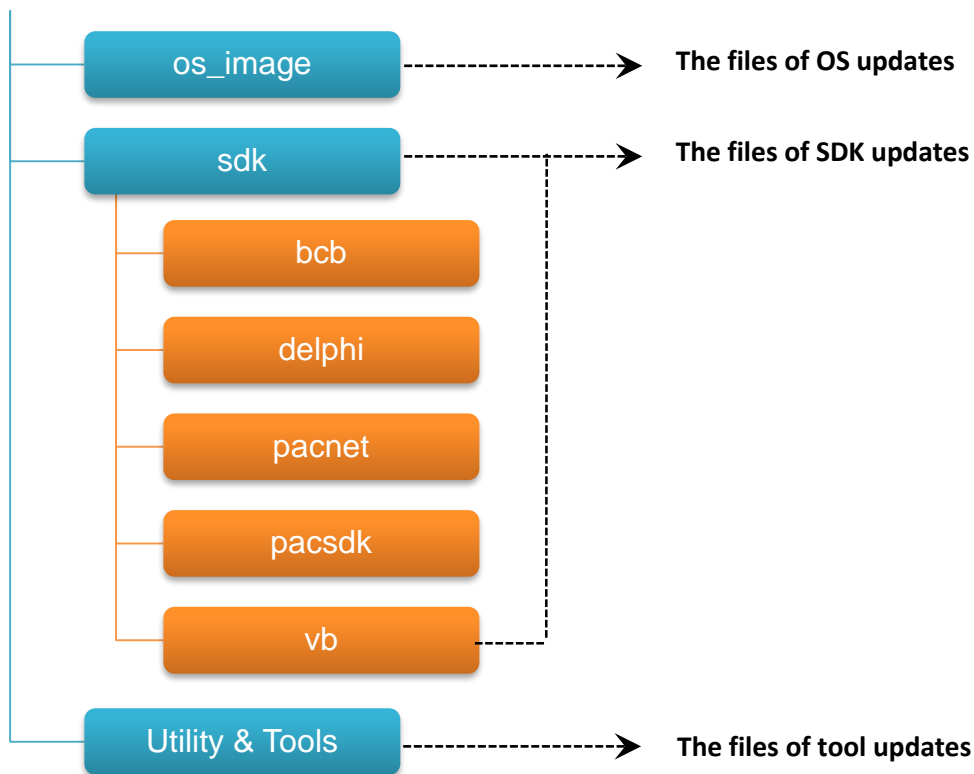 os_image
The files of OS updates
sdk
The files of SDK updates
bcb
delphi
pacnet
pacsdk
vb
Utility & Tools
The files of tool updates